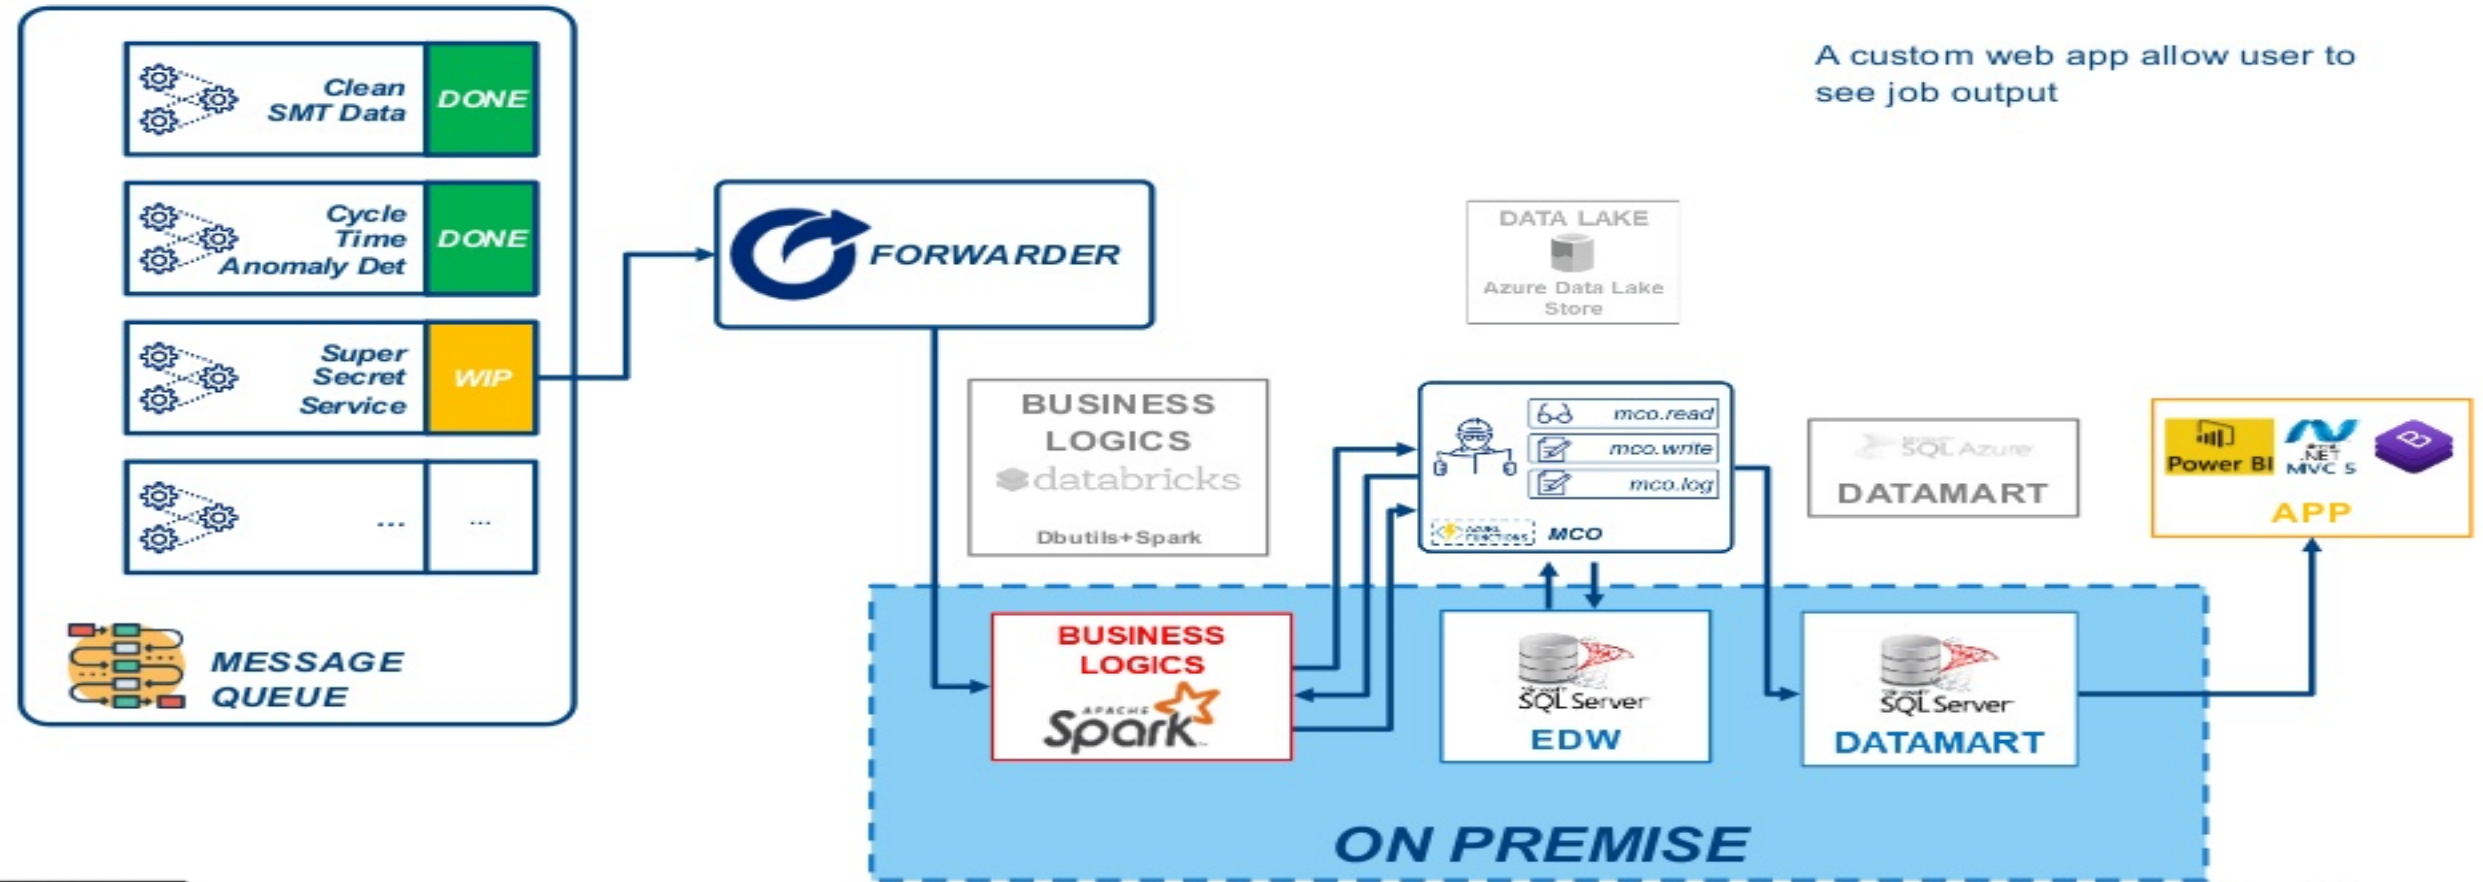 A custom web app allow user to
see job output
Clean
SMT Data
DONE
Cycle
Time
Anomaly Det
DONE
Super
Secret
Service
WIP
...
...
MESSAGE
QUEUE
FORWARDER
DATA LAKE
Azure Data Lake
Store
BUSINESS
LOGICS
databricks
Dbutils+Spark
mco.read
mco.write
mco.log
AZURE
FUNCTIONS
MCO
SQL Azure
DATAMART
Power BI
.NET
MVC 5
B
APP
BUSINESS
LOGICS
APACHE
Spark
SQL Server
EDW
SQL Server
DATAMART
ON PREMISE